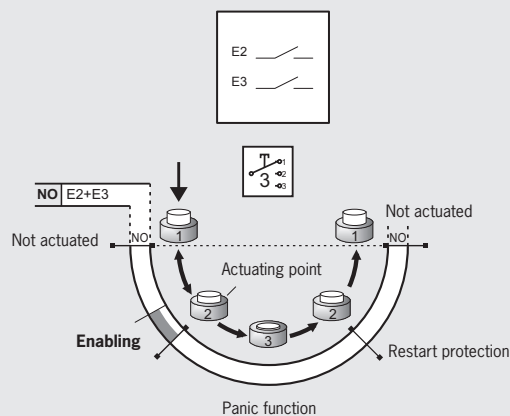 E2
E3
1
2
3
3
NO E2+E3
Not actuated
NO
1
1
NO
Not actuated
Actuating point
2
2
3
Enabling
Restart protection
Panic function